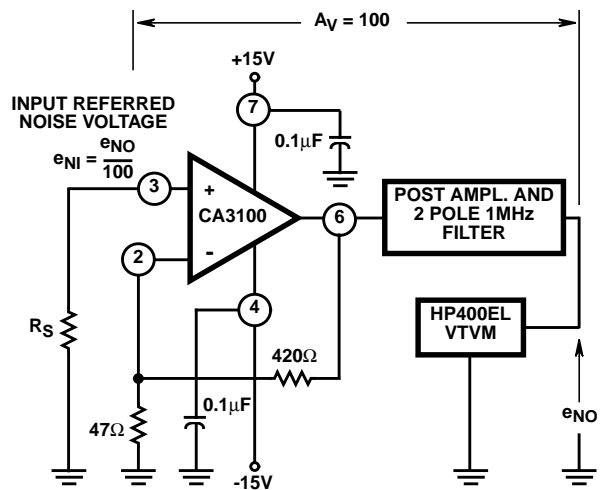 A_V = 100
+15V
INPUT REFERRED
NOISE VOLTAGE
e_NI = e_NO
100
7
0.1μF
3
+
CA3100
6
POST AMPL. AND
2 POLE 1MHz
FILTER
2
-
4
HP400EL
VTVM
R_S
420Ω
0.1μF
47Ω
e_NO
-15V